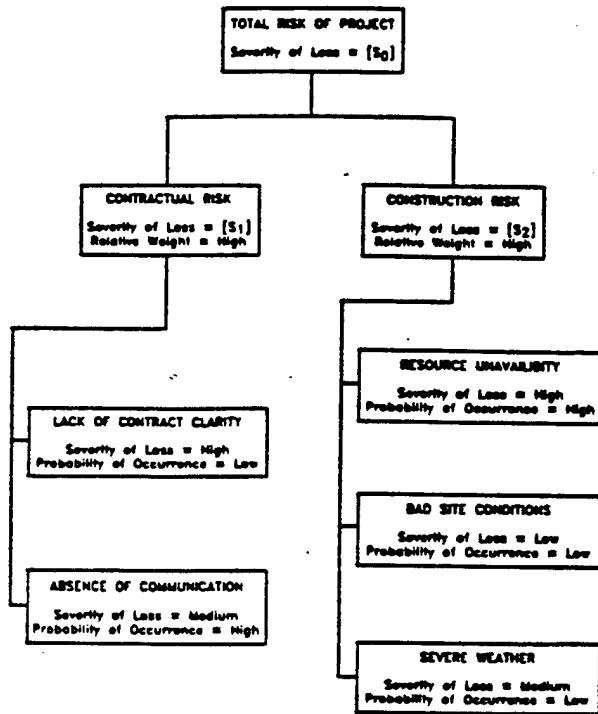 TOTAL RISK OF PROJECT
Severity of Loss = [S0]
CONTRACTUAL RISK
Severity of Loss = [S1]
Relative Weight = High
CONSTRUCTION RISK
Severity of Loss = [S2]
Relative Weight = High
LACK OF CONTRACT CLARITY
Severity of Loss = High
Probability of Occurrence = Low
ABSENCE OF COMMUNICATION
Severity of Loss = Medium
Probability of Occurrence = High
RESOURCE UNAVAILIBITY
Severity of Loss = High
Probability of Occurrence = High
BAD SITE CONDITIONS
Severity of Loss = Low
Probability of Occurrence = Low
SEVERE WEATHER
Severity of Loss = Medium
Probability of Occurrence = Low